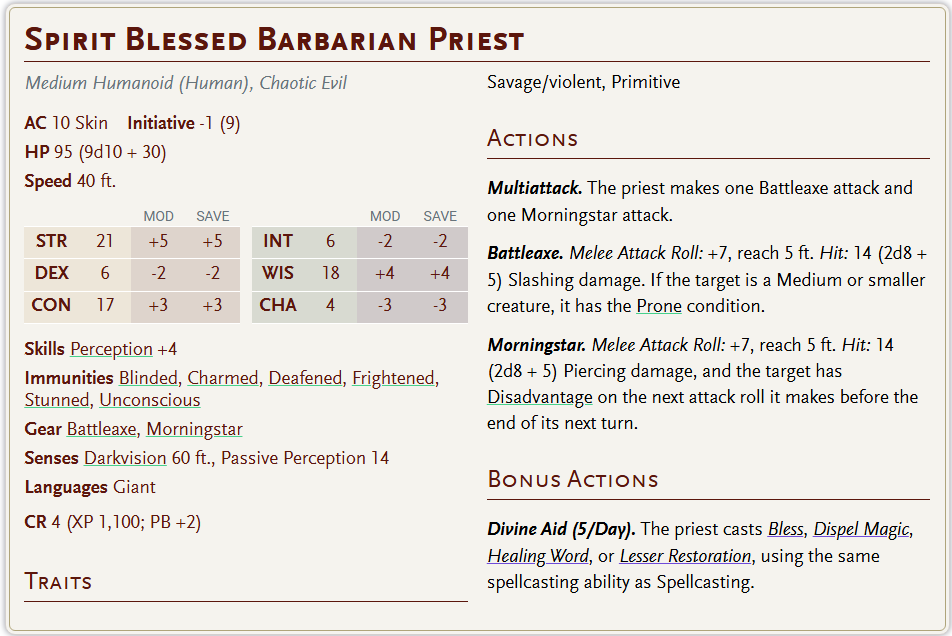 Spirit Blessed Barbarian Priest
Medium Humanoid (Human), Chaotic Evil
AC 10 Skin Initiative -1 (9)
HP 95 (9d10 + 30)
Speed 40 ft.
MOD SAVE MOD SAVE
STR 21 +5 +5 INT 6 -2 -2
DEX 6 -2 -2 WIS 18 +4 +4
CON 17 +3 +3 CHA 4 -3 -3
Skills Perception +4
Immunities Blinded, Charmed, Deafened, Frightened,
Stunned, Unconscious
Gear Battleaxe, Morningstar
Senses Darkvision 60 ft., Passive Perception 14
Languages Giant
CR 4 (XP 1,100; PB +2)
Traits
Savage/violent, Primitive
Actions
Multiattack. The priest makes one Battleaxe attack and
one Morningstar attack.
Battleaxe. Melee Attack Roll: +7, reach 5 ft. Hit: 14 (2d8 +
5) Slashing damage. If the target is a Medium or smaller
creature, it has the Prone condition.
Morningstar. Melee Attack Roll: +7, reach 5 ft. Hit: 14
(2d8 + 5) Piercing damage, and the target has
Disadvantage on the next attack roll it makes before the
end of its next turn.
Bonus Actions
Divine Aid (5/Day). The priest casts Bless, Dispel Magic,
Healing Word, or Lesser Restoration, using the same
spellcasting ability as Spellcasting.